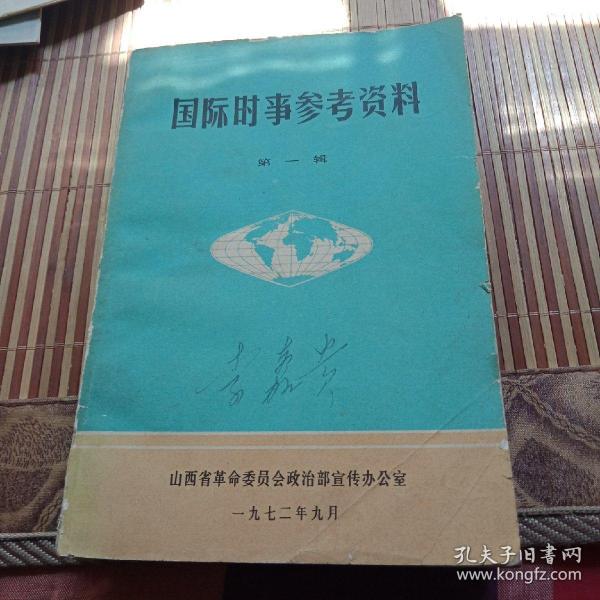 国际时事参考资料
第一辑
山西省革命委员会政治部宣传办公室
一九七二年九月
孔夫子旧书网
www.kongfz.com